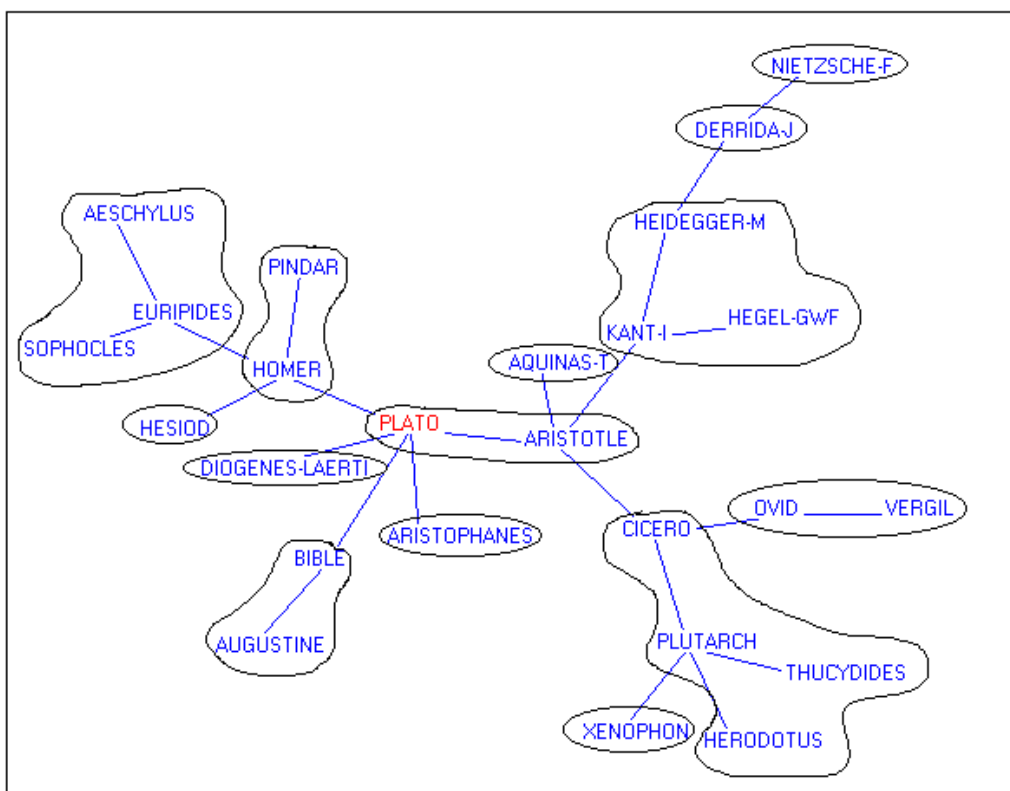 NIETZSCHE-F
DERRIDA-J
AESCHYLUS
HEIDEGGER-M
PINDAR
EURIPIDES
HEGEL-GWF
KANT-I
SOPHOCLES
AQUINAS-T
HOMER
PLATO
HESIOD
ARISTOTLE
DIOGENES-LAERTI
OVID
VERGIL
CICERO
ARISTOPHANES
BIBLE
AUGUSTINE
PLUTARCH
THUCYDIDES
XENOPHON
HERODOTUS